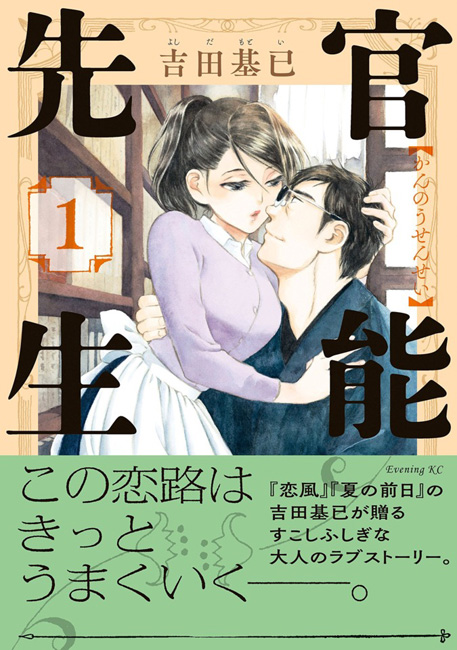 官能
先生
【かんのうせんせい】
1
よしだもとい
吉田基已
この恋路は
きっと
うまくいく――。
Evening KC
『恋風』『夏の前日』の
吉田基已が贈る
すこしふしぎな
大人のラブストーリー。